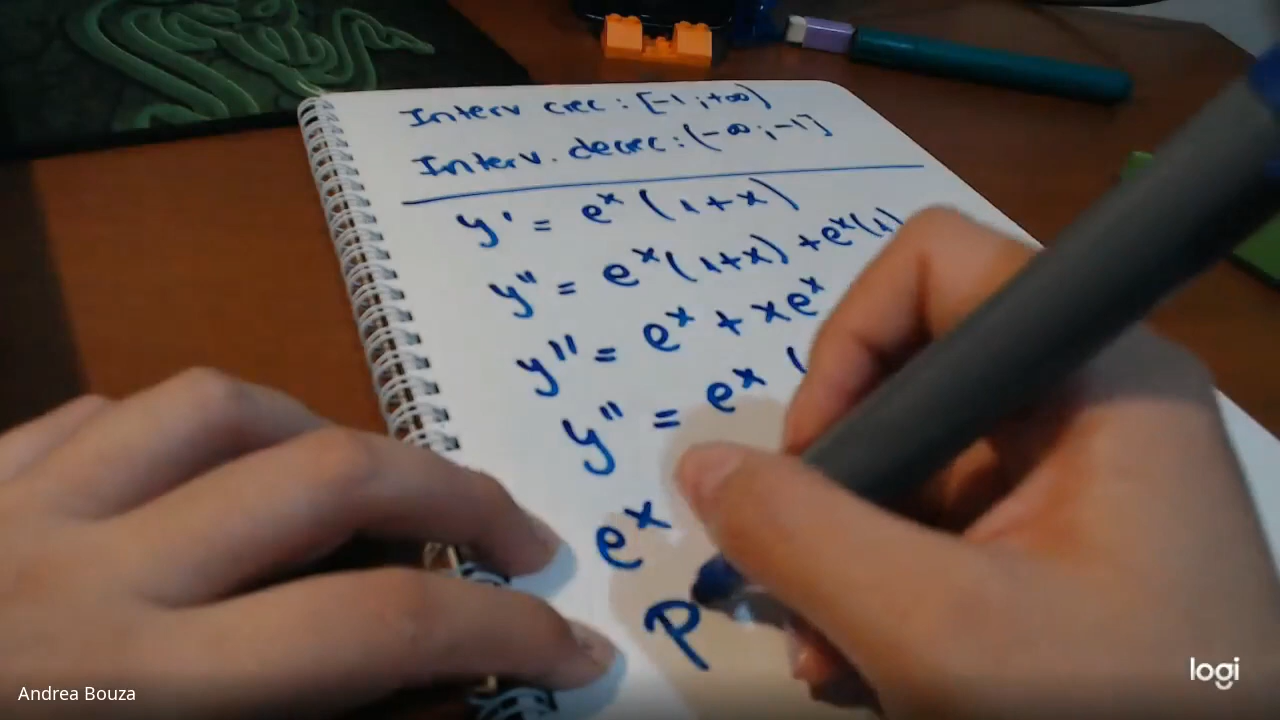 Interv crec: [-1;+∞)
Interv. decrec: (-∞;-1]
y' = eˣ (1+x)
y'' = eˣ (1+x) + eˣ(1)
y'' = eˣ + xeˣ
y'' = eˣ (
eˣ
P
Andrea Bouza
logi